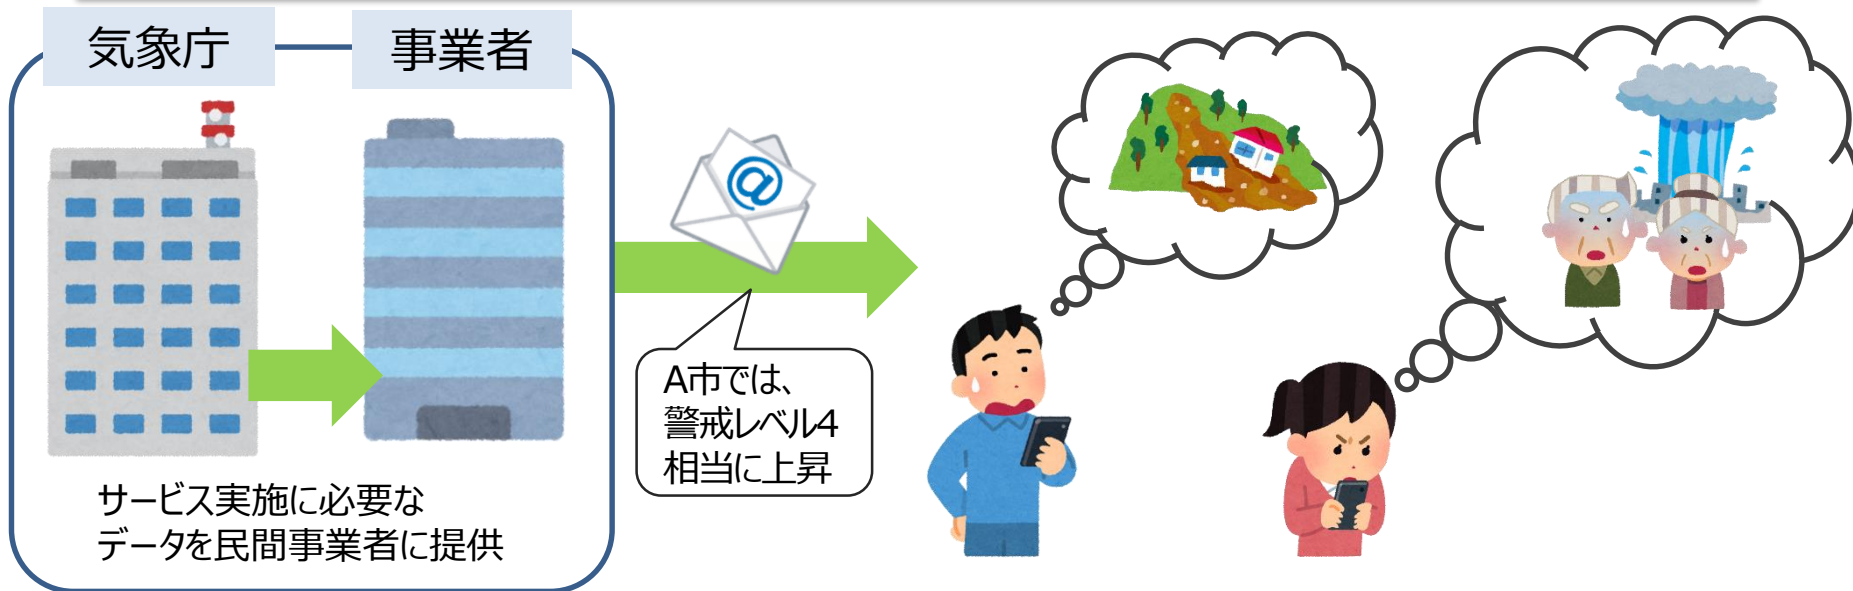 気象庁
事業者
@
A市では、
警戒レベル4
相当に上昇
サービス実施に必要な
データを民間事業者に提供